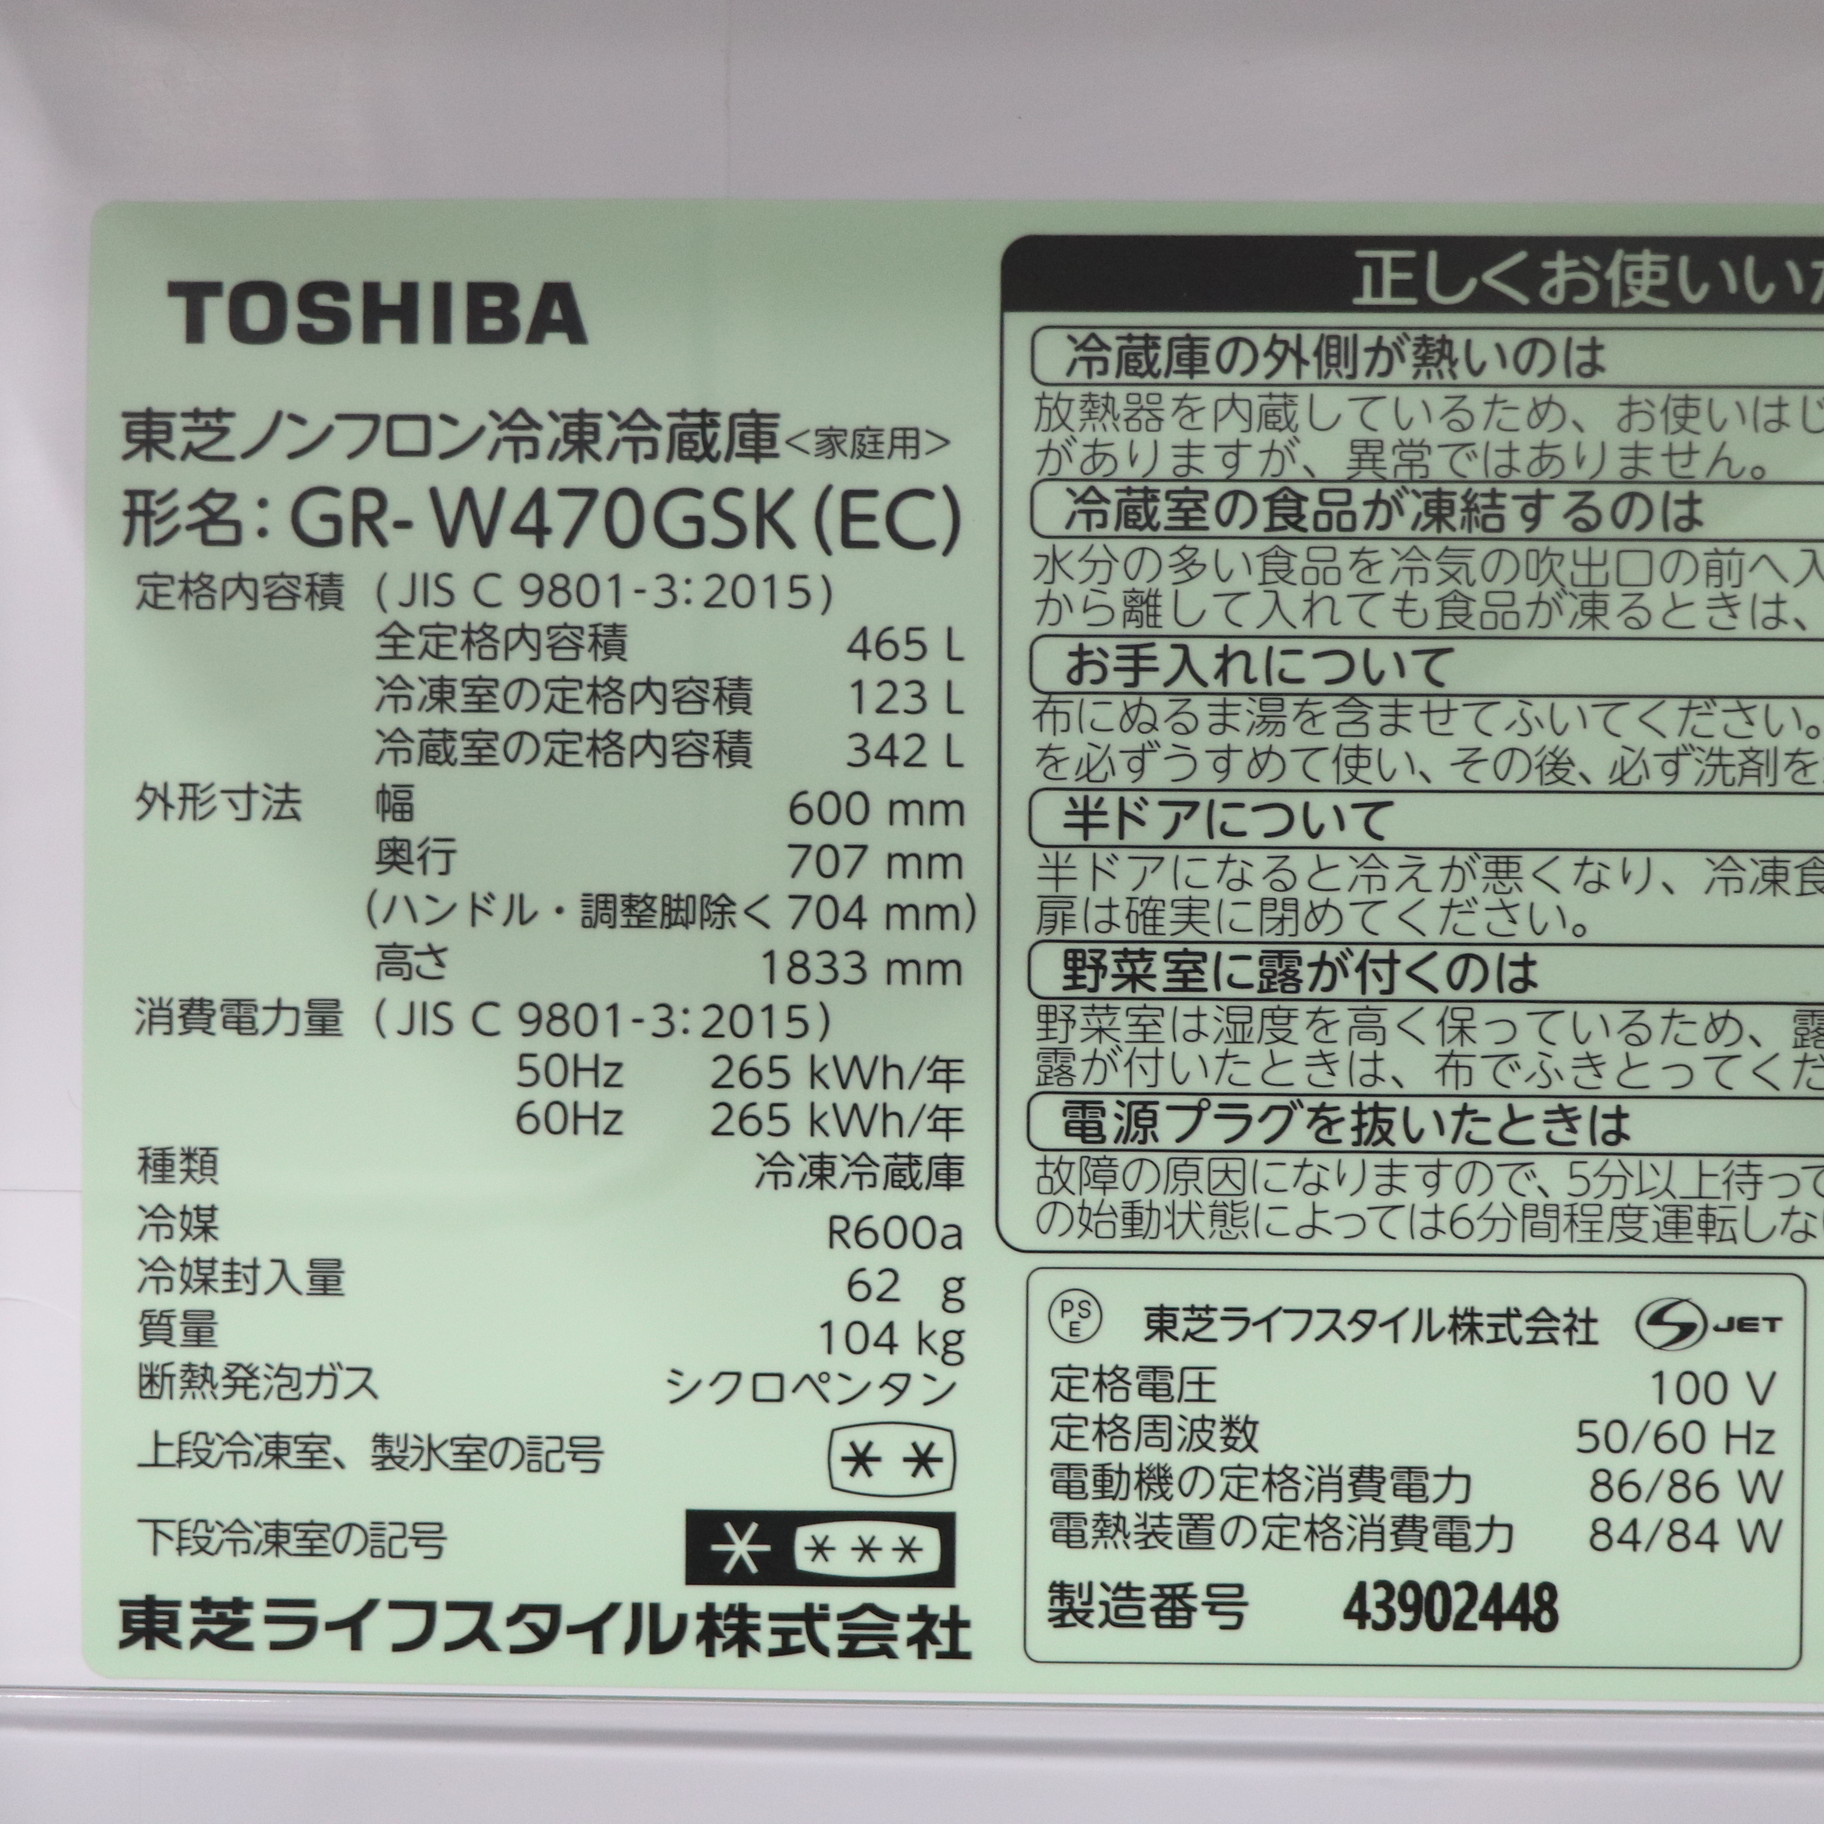 TOSHIBA
東芝ノンフロン冷凍冷蔵庫<家庭用>
形名:GR-W470GSK(EC)
定格内容積 (JIS C 9801-3:2015)
全定格内容積 465 L
冷凍室の定格内容積 123 L
冷蔵室の定格内容積 342 L
外形寸法 幅 600 mm
奥行 707 mm
(ハンドル・調整脚除く 704 mm)
高さ 1833 mm
消費電力量 (JIS C 9801-3:2015)
50Hz 265 kWh/年
60Hz 265 kWh/年
種類 冷凍冷蔵庫
冷媒 R600a
冷媒封入量 62 g
質量 104 kg
断熱発泡ガス シクロペンタン
上段冷凍室、製氷室の記号 **
下段冷凍室の記号 * ***
東芝ライフスタイル株式会社
正しくお使いいた
冷蔵庫の外側が熱いのは
放熱器を内蔵しているため、お使いはじ
がありますが、異常ではありません。
冷蔵室の食品が凍結するのは
水分の多い食品を冷気の吹出口の前へ入
から離して入れても食品が凍るときは、
お手入れについて
布にぬるま湯を含ませてふいてください。
を必ずうすめて使い、その後、必ず洗剤を
半ドアについて
半ドアになると冷えが悪くなり、冷凍食
扉は確実に閉めてください。
野菜室に露が付くのは
野菜室は湿度を高く保っているため、露
露が付いたときは、布でふきとってくだ
電源プラグを抜いたときは
故障の原因になりますので、5分以上待って
の始動状態によっては6分間程度運転しな
PSE 東芝ライフスタイル株式会社 S JET
定格電圧 100 V
定格周波数 50/60 Hz
電動機の定格消費電力 86/86 W
電熱装置の定格消費電力 84/84 W
製造番号 43902448